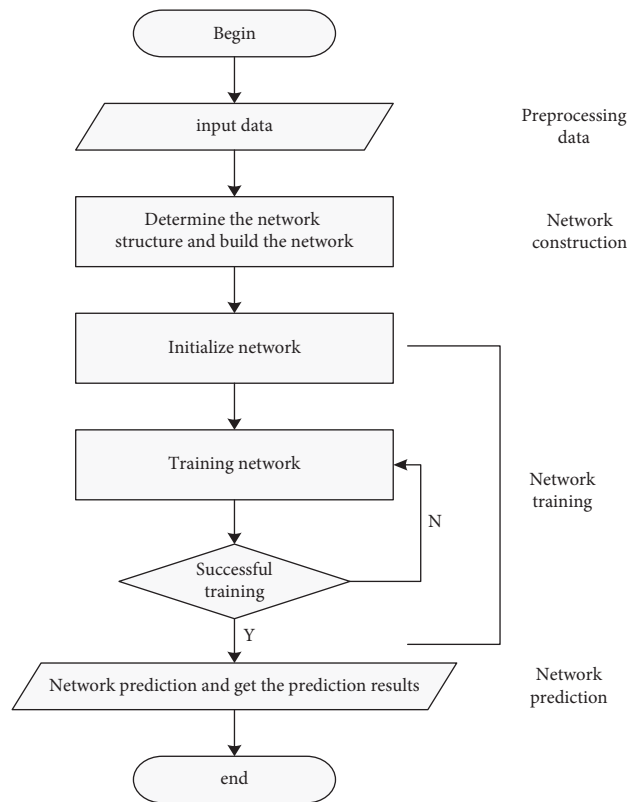 Begin
input data
Preprocessing
data
Determine the network
structure and build the network
Network
construction
Initialize network
Training network
Network
training
N
Successful
training
Y
Network prediction and get the prediction results
Network
prediction
end